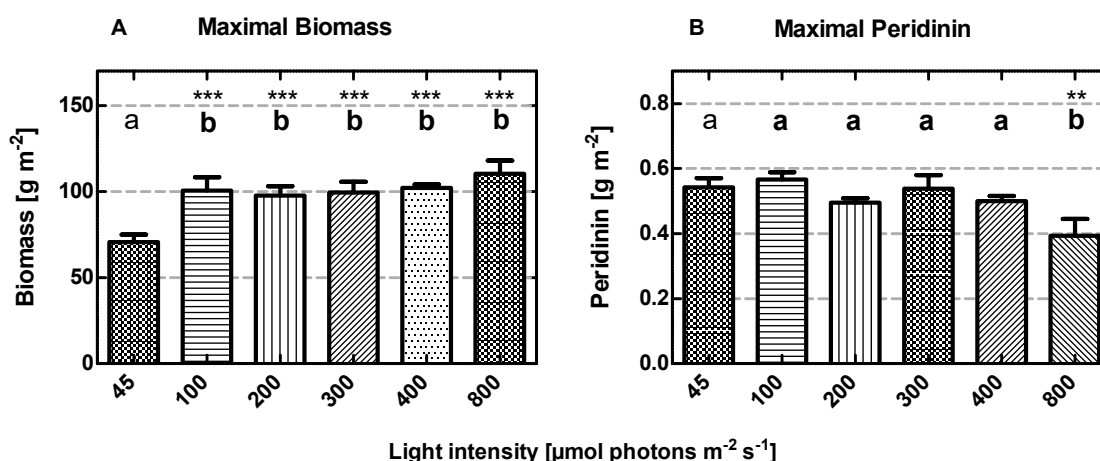 A Maximal Biomass
B Maximal Peridinin
Biomass [g m⁻²]
150
100
50
0
*** *** *** *** ***
a b b b b b
45 100 200 300 400 800
Peridinin [g m⁻²]
0.8
0.6
0.4
0.2
0.0
**
a a a a a b
45 100 200 300 400 800
Light intensity [µmol photons m⁻² s⁻¹]